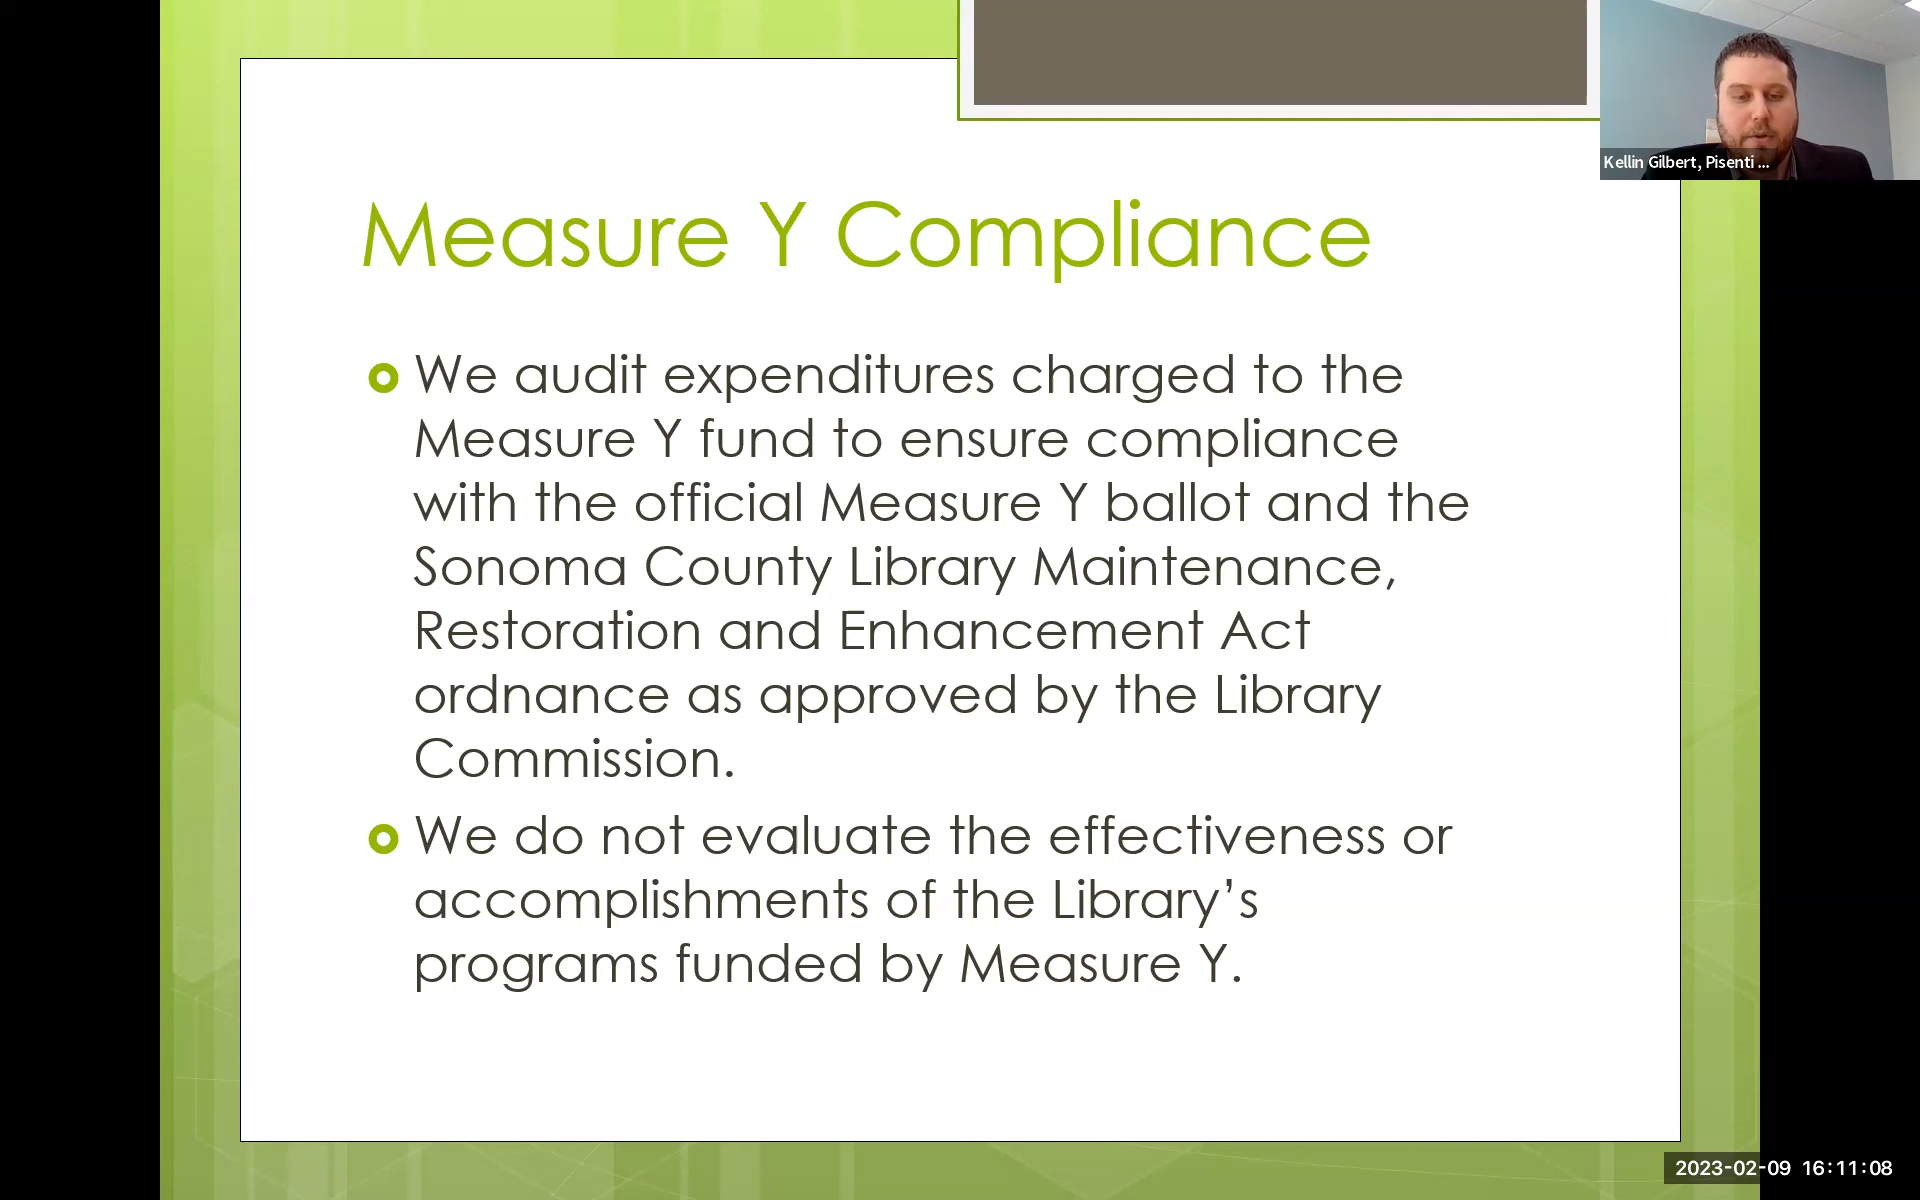 Kellin Gilbert, Pisenti ...
Measure Y Compliance
We audit expenditures charged to the
Measure Y fund to ensure compliance
with the official Measure Y ballot and the
Sonoma County Library Maintenance,
Restoration and Enhancement Act
ordnance as approved by the Library
Commission.
We do not evaluate the effectiveness or
accomplishments of the Library’s
programs funded by Measure Y.
2023-02-09 16:11:08